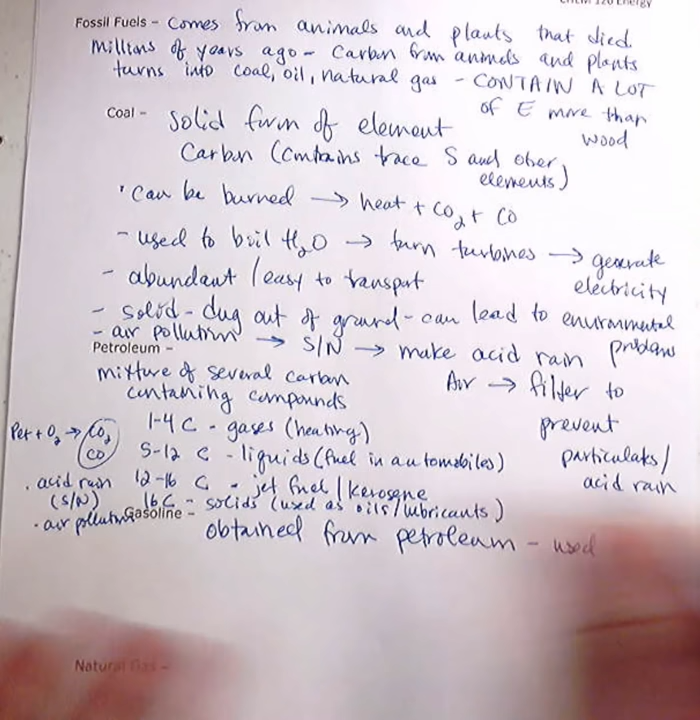 CHEM 120 Energy
Fossil Fuels - comes from animals and plants that died
Millions of years ago - Carbon from animals and plants
turns into coal, oil, natural gas - CONTAIN A LOT
of E more than
wood
Coal - Solid form of element
Carbon (contains trace S and other
elements)
• Can be burned → heat + CO₂ + CO
- used to boil H₂O → turn turbines → generate
electricity
- abundant / easy to transport
- solid - dug out of ground - can lead to environmental
problems
- air pollution → S/N → make acid rain
Petroleum -
mixture of several carbon
containing compounds
Air → filter to
prevent
particulates/
acid rain
Pet + O₂ → CO₂
CO
1-4 C - gases (heating)
5-12 C - liquids (fuel in automobiles)
. acid rain
(S/N)
. air pollution
12-16 C - jet fuel / Kerosene
16 C - solids (used as oils / lubricants)
Gasoline -
obtained from petroleum - used
Natural Gas -